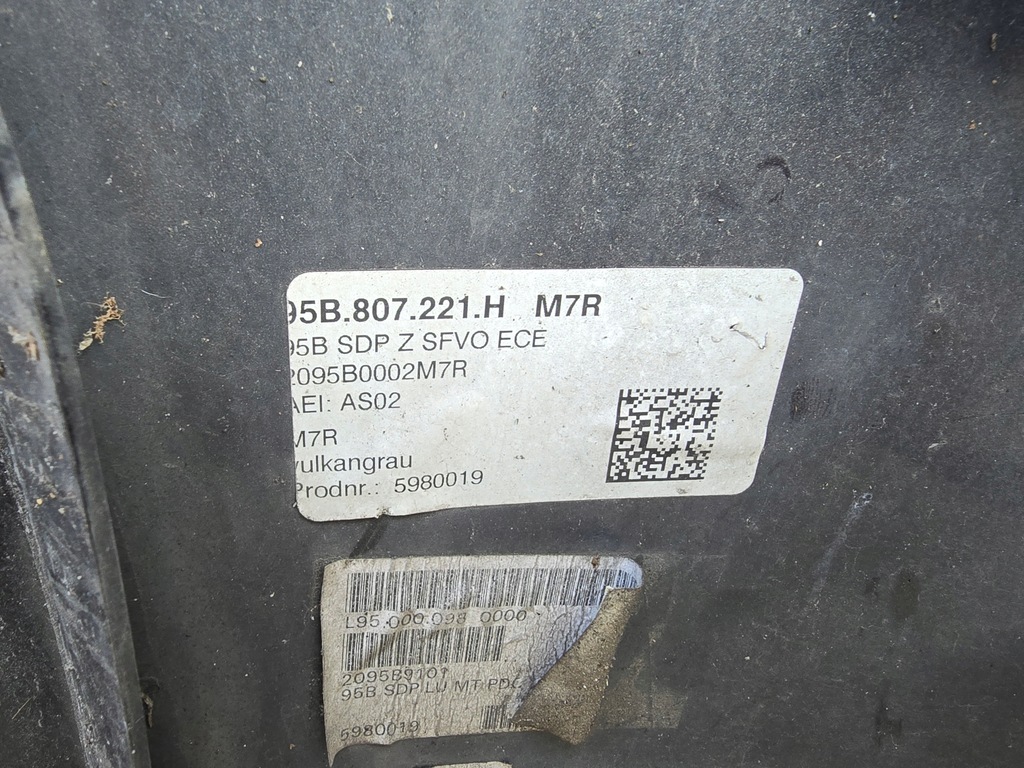 95B.807.221.H M7R
95B SDP Z SFVO ECE
2095B0002M7R
AEI: AS02
M7R
vulkangrau
Prodnr.: 5980019
L95.000.098 0000
2095B9101
95B SDP LU MT PDC
5980019